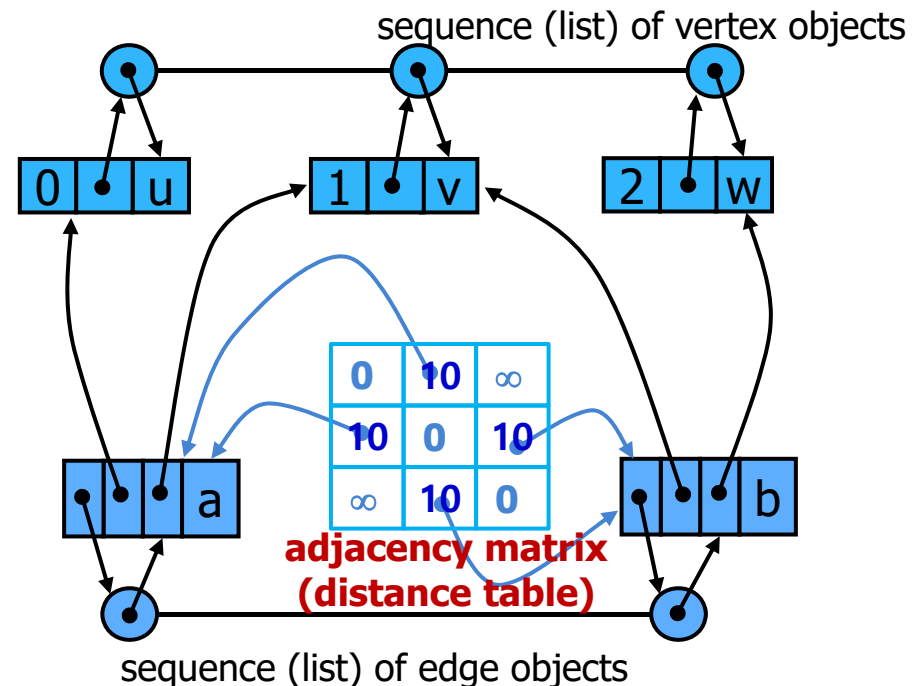 sequence (list) of vertex objects
0 u 1 v 2 w
0 10 ∞
10 0 10
∞ 10 0
a b
adjacency matrix
(distance table)
sequence (list) of edge objects